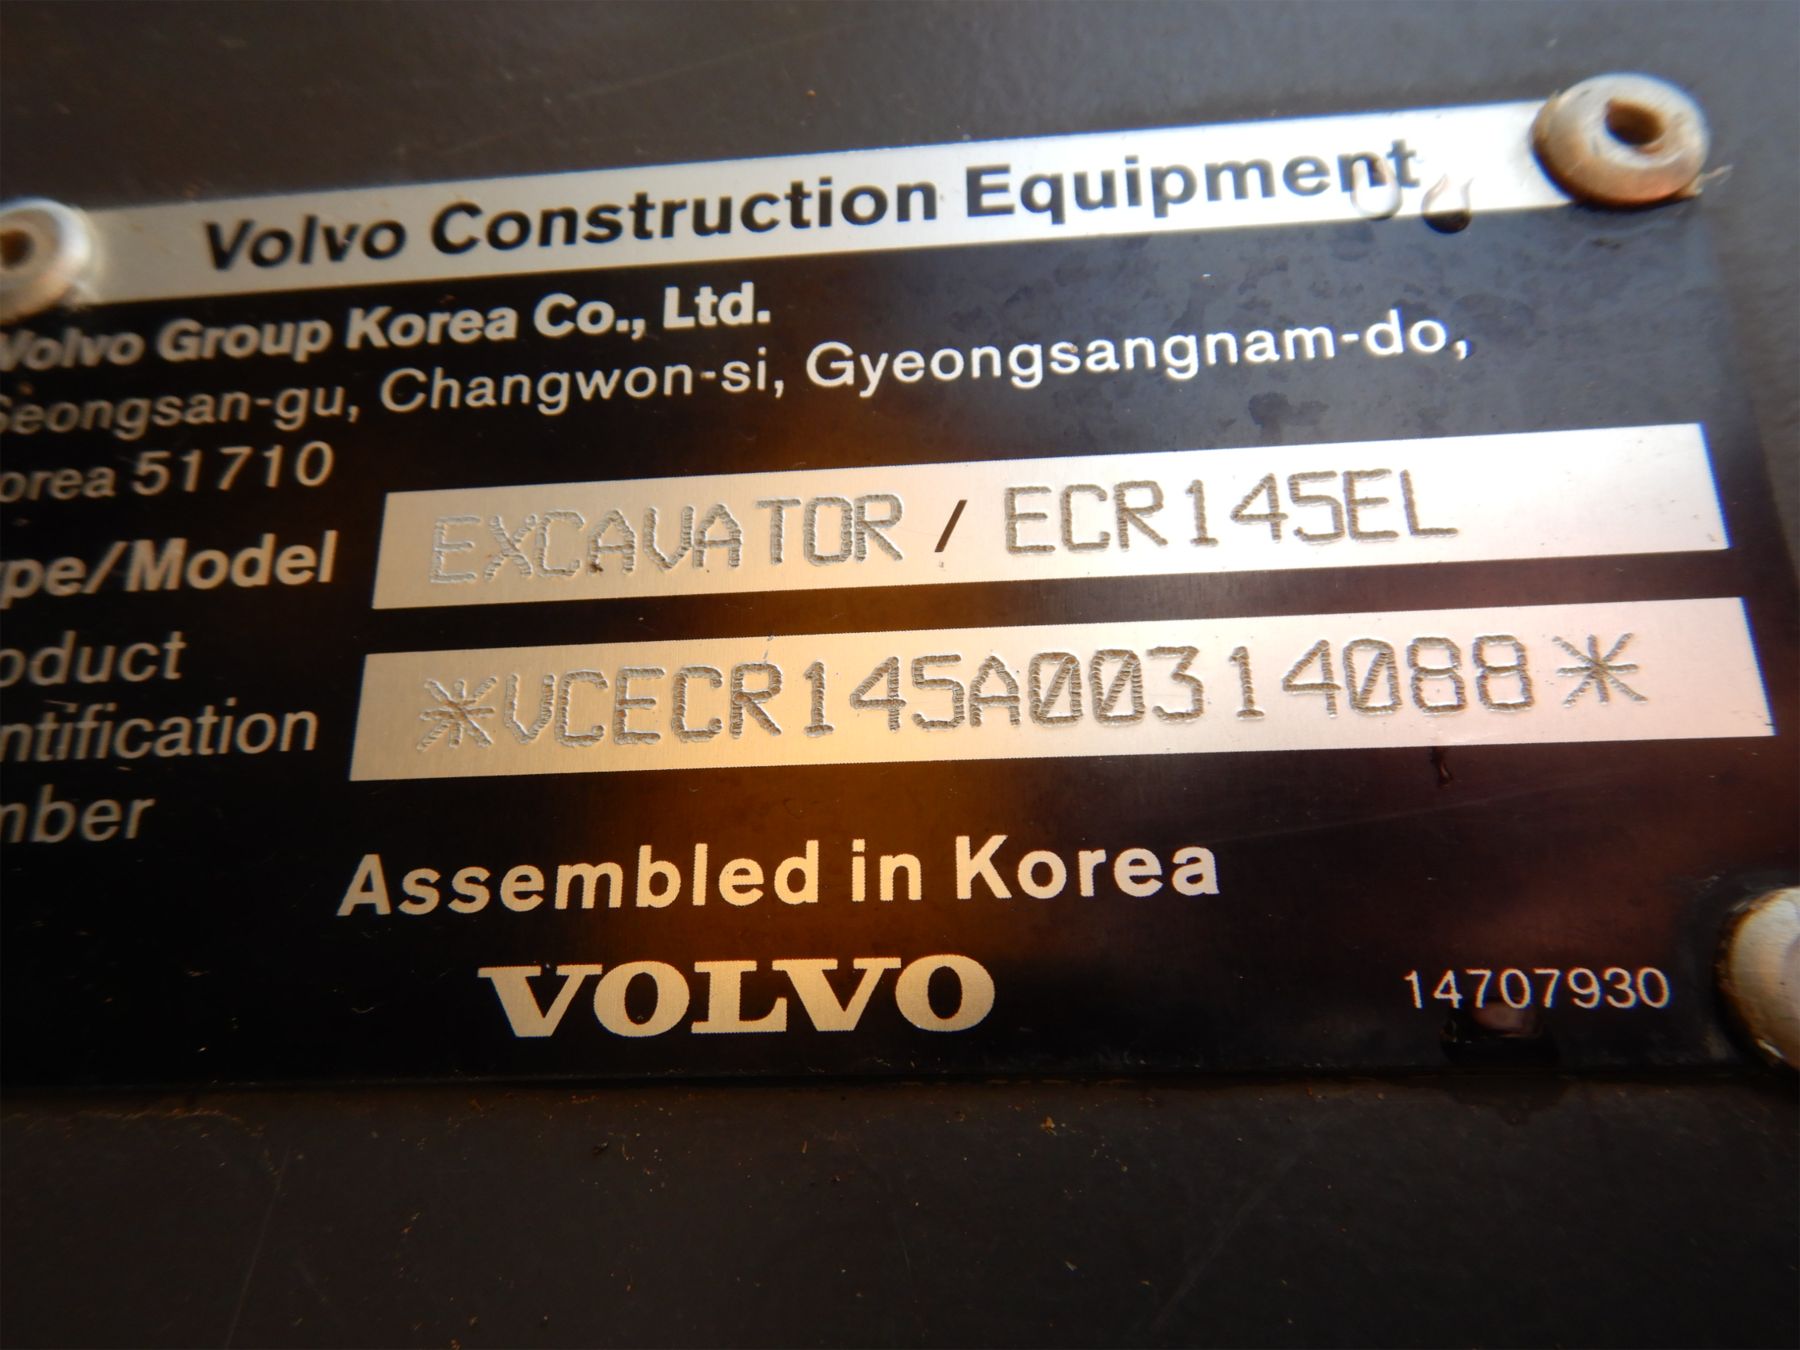 Volvo Construction Equipment
Volvo Group Korea Co., Ltd.
Seongsan-gu, Changwon-si, Gyeongsangnam-do,
orea 51710
ype/Model EXCAVATOR / ECR145EL
oduct
ntification
mber
*VCECR145A00314088*
Assembled in Korea
VOLVO
14707930